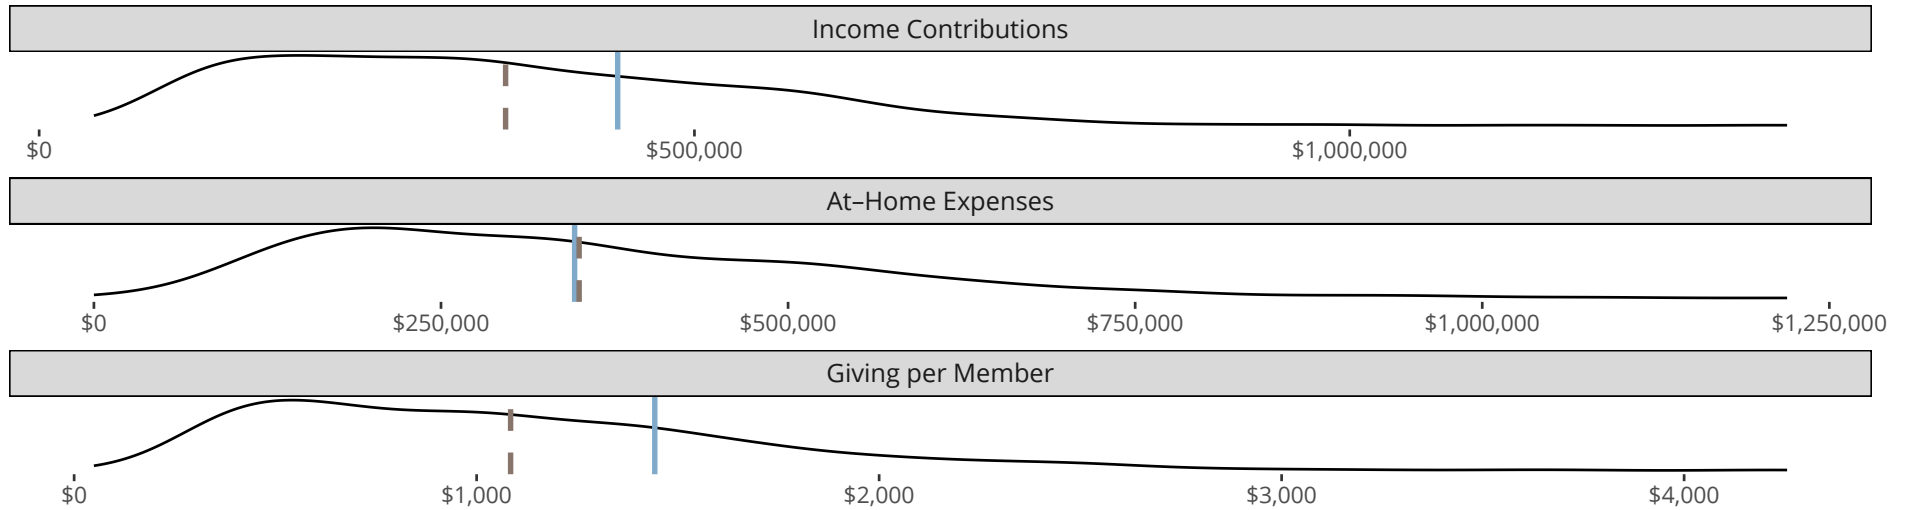 Income Contributions
$0 $500,000 $1,000,000
At–Home Expenses
$0 $250,000 $500,000 $750,000 $1,000,000 $1,250,000
Giving per Member
$0 $1,000 $2,000 $3,000 $4,000